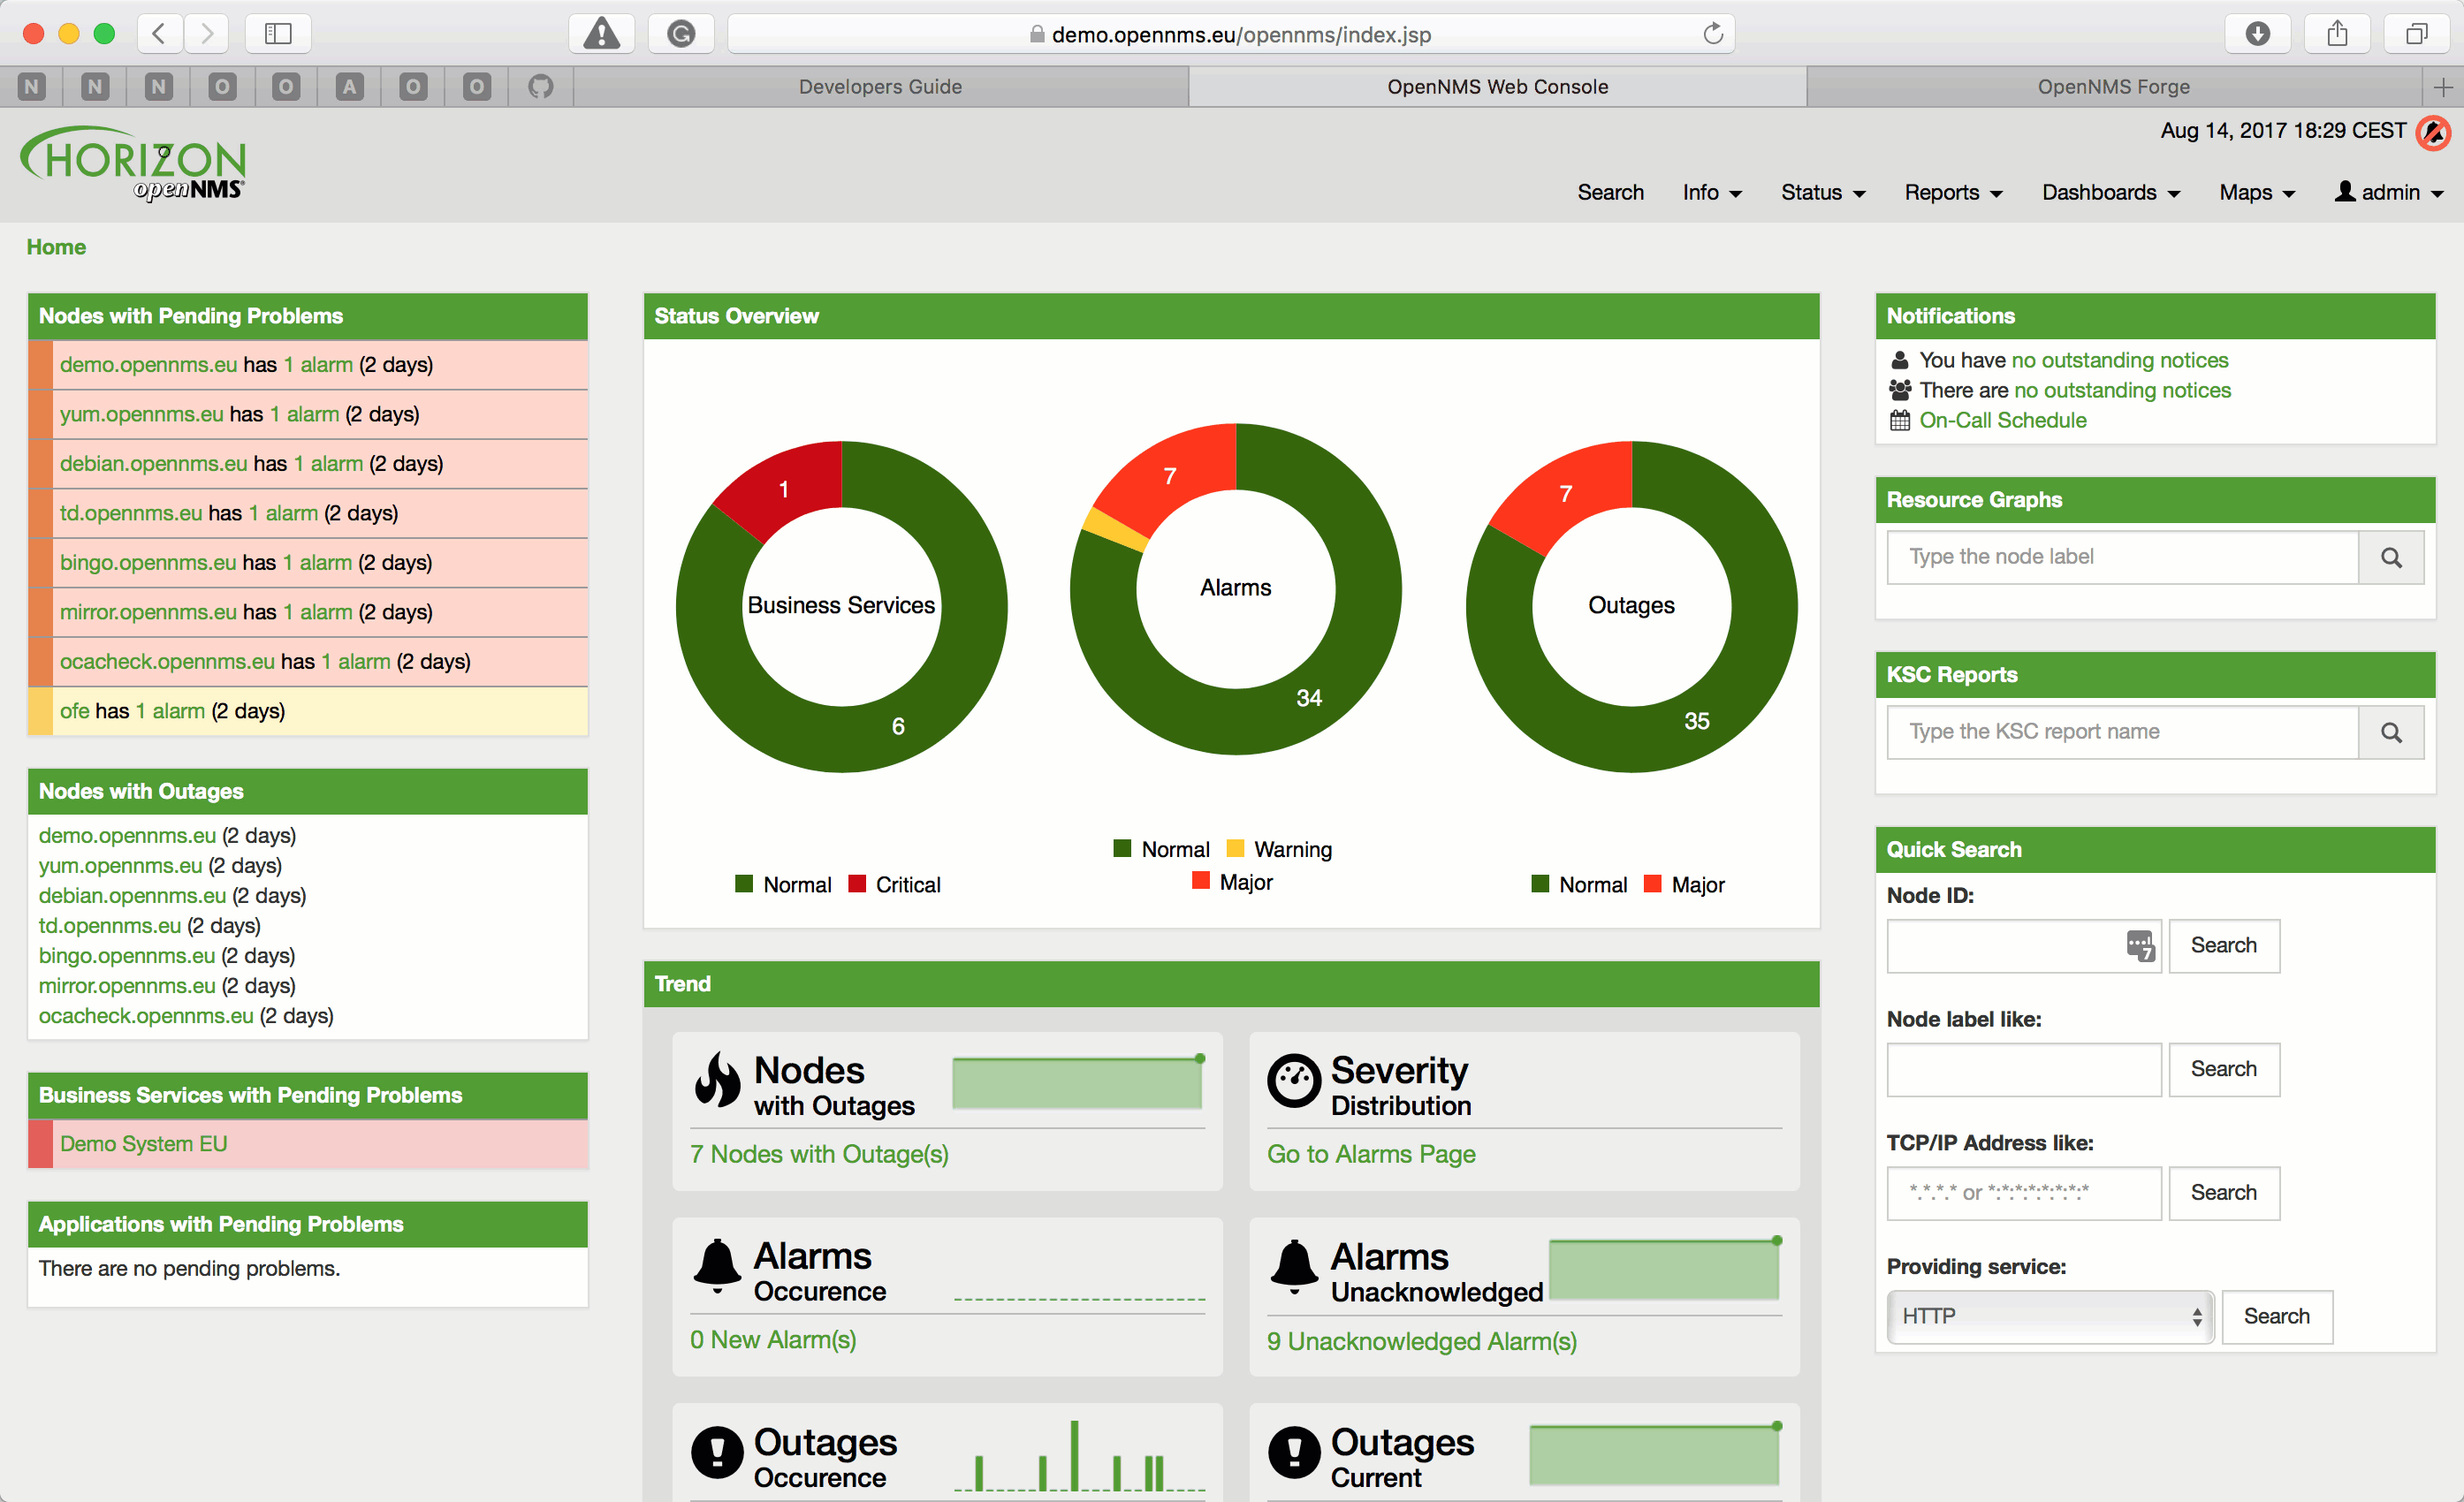 demo.opennms.eu/opennms/index.jsp
N N N O O A O O Developers Guide OpenNMS Web Console OpenNMS Forge
HORIZON
openNMS
Aug 14, 2017 18:29 CEST
Search Info Status Reports Dashboards Maps admin
Home
Nodes with Pending Problems
demo.opennms.eu has 1 alarm (2 days)
yum.opennms.eu has 1 alarm (2 days)
debian.opennms.eu has 1 alarm (2 days)
td.opennms.eu has 1 alarm (2 days)
bingo.opennms.eu has 1 alarm (2 days)
mirror.opennms.eu has 1 alarm (2 days)
ocacheck.opennms.eu has 1 alarm (2 days)
ofe has 1 alarm (2 days)
Nodes with Outages
demo.opennms.eu (2 days)
yum.opennms.eu (2 days)
debian.opennms.eu (2 days)
td.opennms.eu (2 days)
bingo.opennms.eu (2 days)
mirror.opennms.eu (2 days)
ocacheck.opennms.eu (2 days)
Business Services with Pending Problems
Demo System EU
Applications with Pending Problems
There are no pending problems.
Status Overview
1
Business Services
6
Normal Critical
7
Alarms
34
Normal Warning
Major
7
Outages
35
Normal Major
Trend
Nodes
with Outages
7 Nodes with Outage(s)
Severity
Distribution
Go to Alarms Page
Alarms
Occurence
0 New Alarm(s)
Alarms
Unacknowledged
9 Unacknowledged Alarm(s)
Outages
Occurence
Outages
Current
Notifications
You have no outstanding notices
There are no outstanding notices
On-Call Schedule
Resource Graphs
Type the node label
KSC Reports
Type the KSC report name
Quick Search
Node ID:
7
Search
Node label like:
Search
TCP/IP Address like:
*.*.*.* or *:*:*:*:*:*:*:*
Search
Providing service:
HTTP
Search